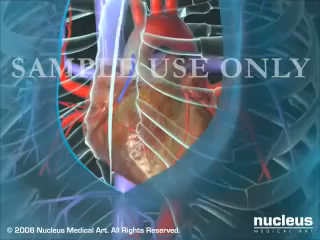 SAMPLE USE ONLY
© 2008 Nucleus Medical Art. All Rights Reserved.
nucleus
MEDICAL ART